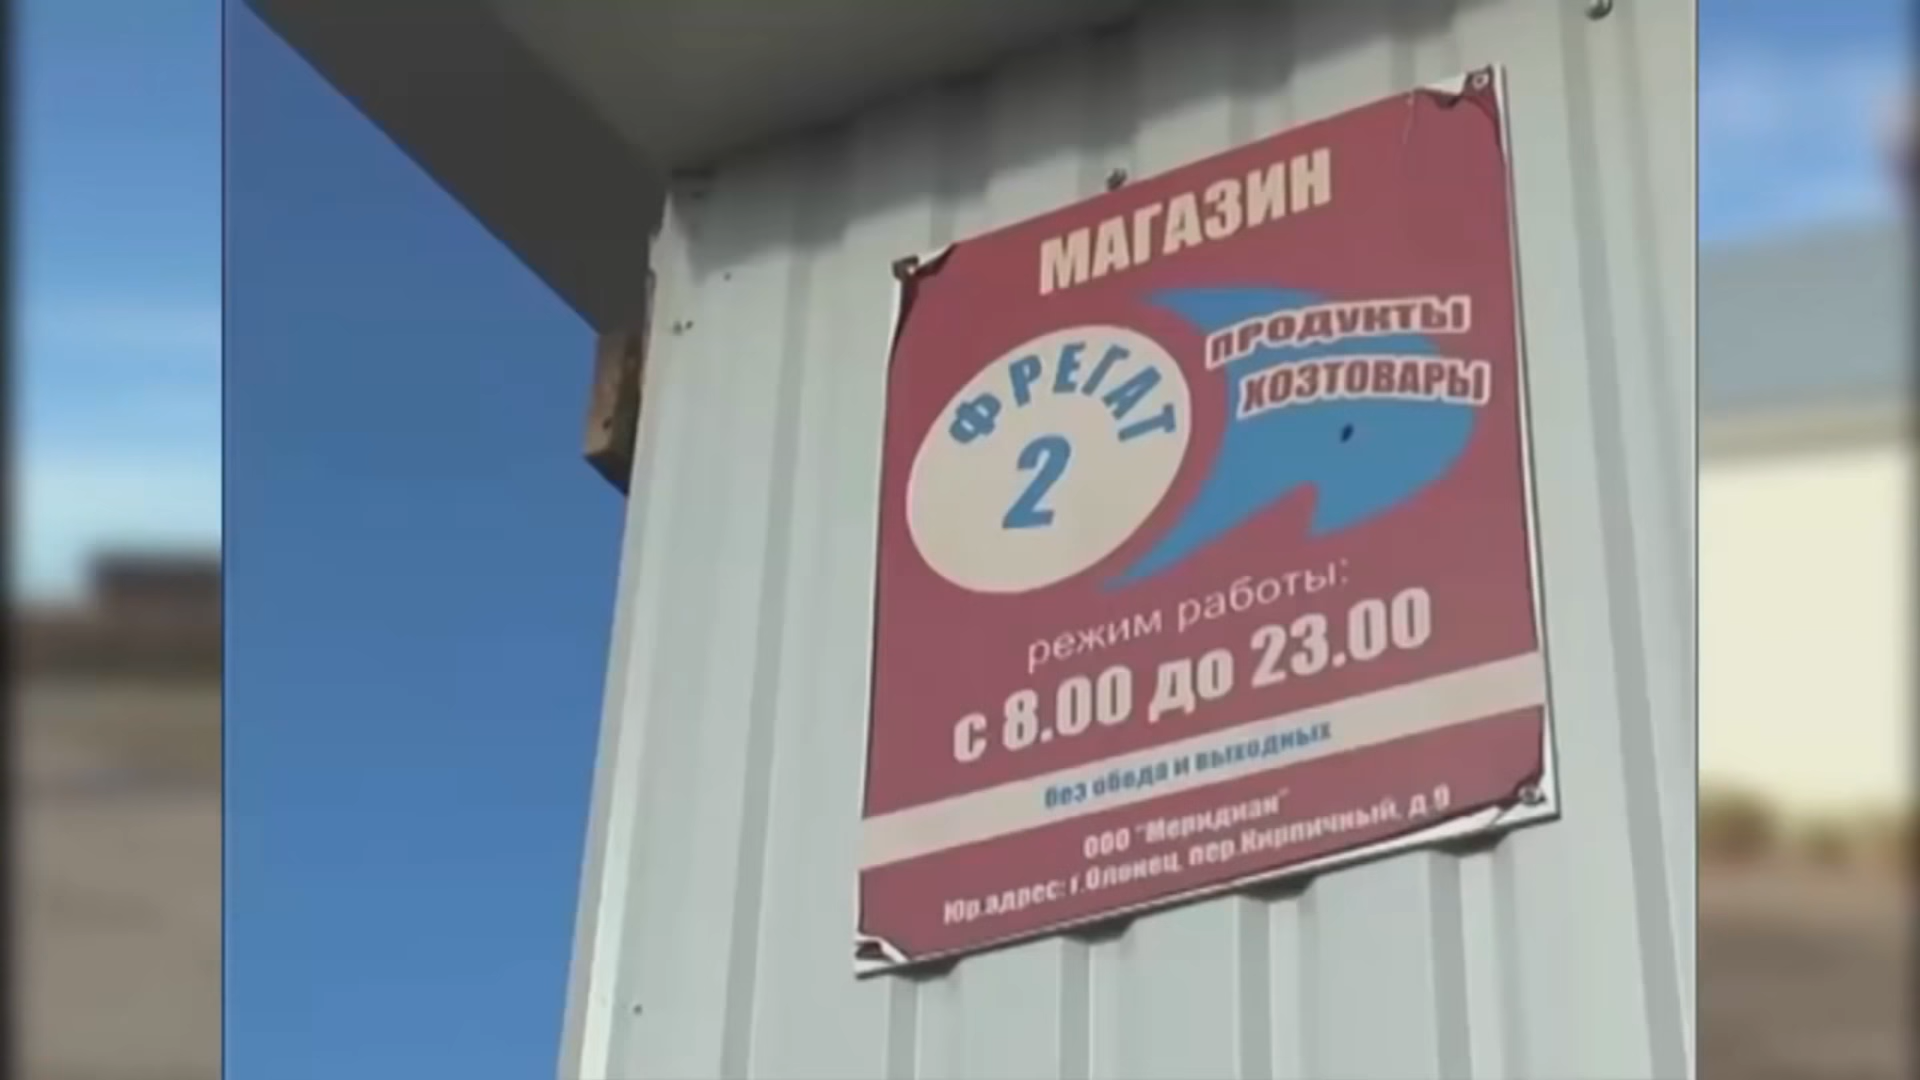 МАГАЗИН
ФРЕГАТ
2
ПРОДУКТЫ
ХОЗТОВАРЫ
режим работы:
с 8.00 до 23.00
без обеда и выходных
ООО "Меридиан"
Юр.адрес: г.Олонец, пер.Кирпичный, д.9